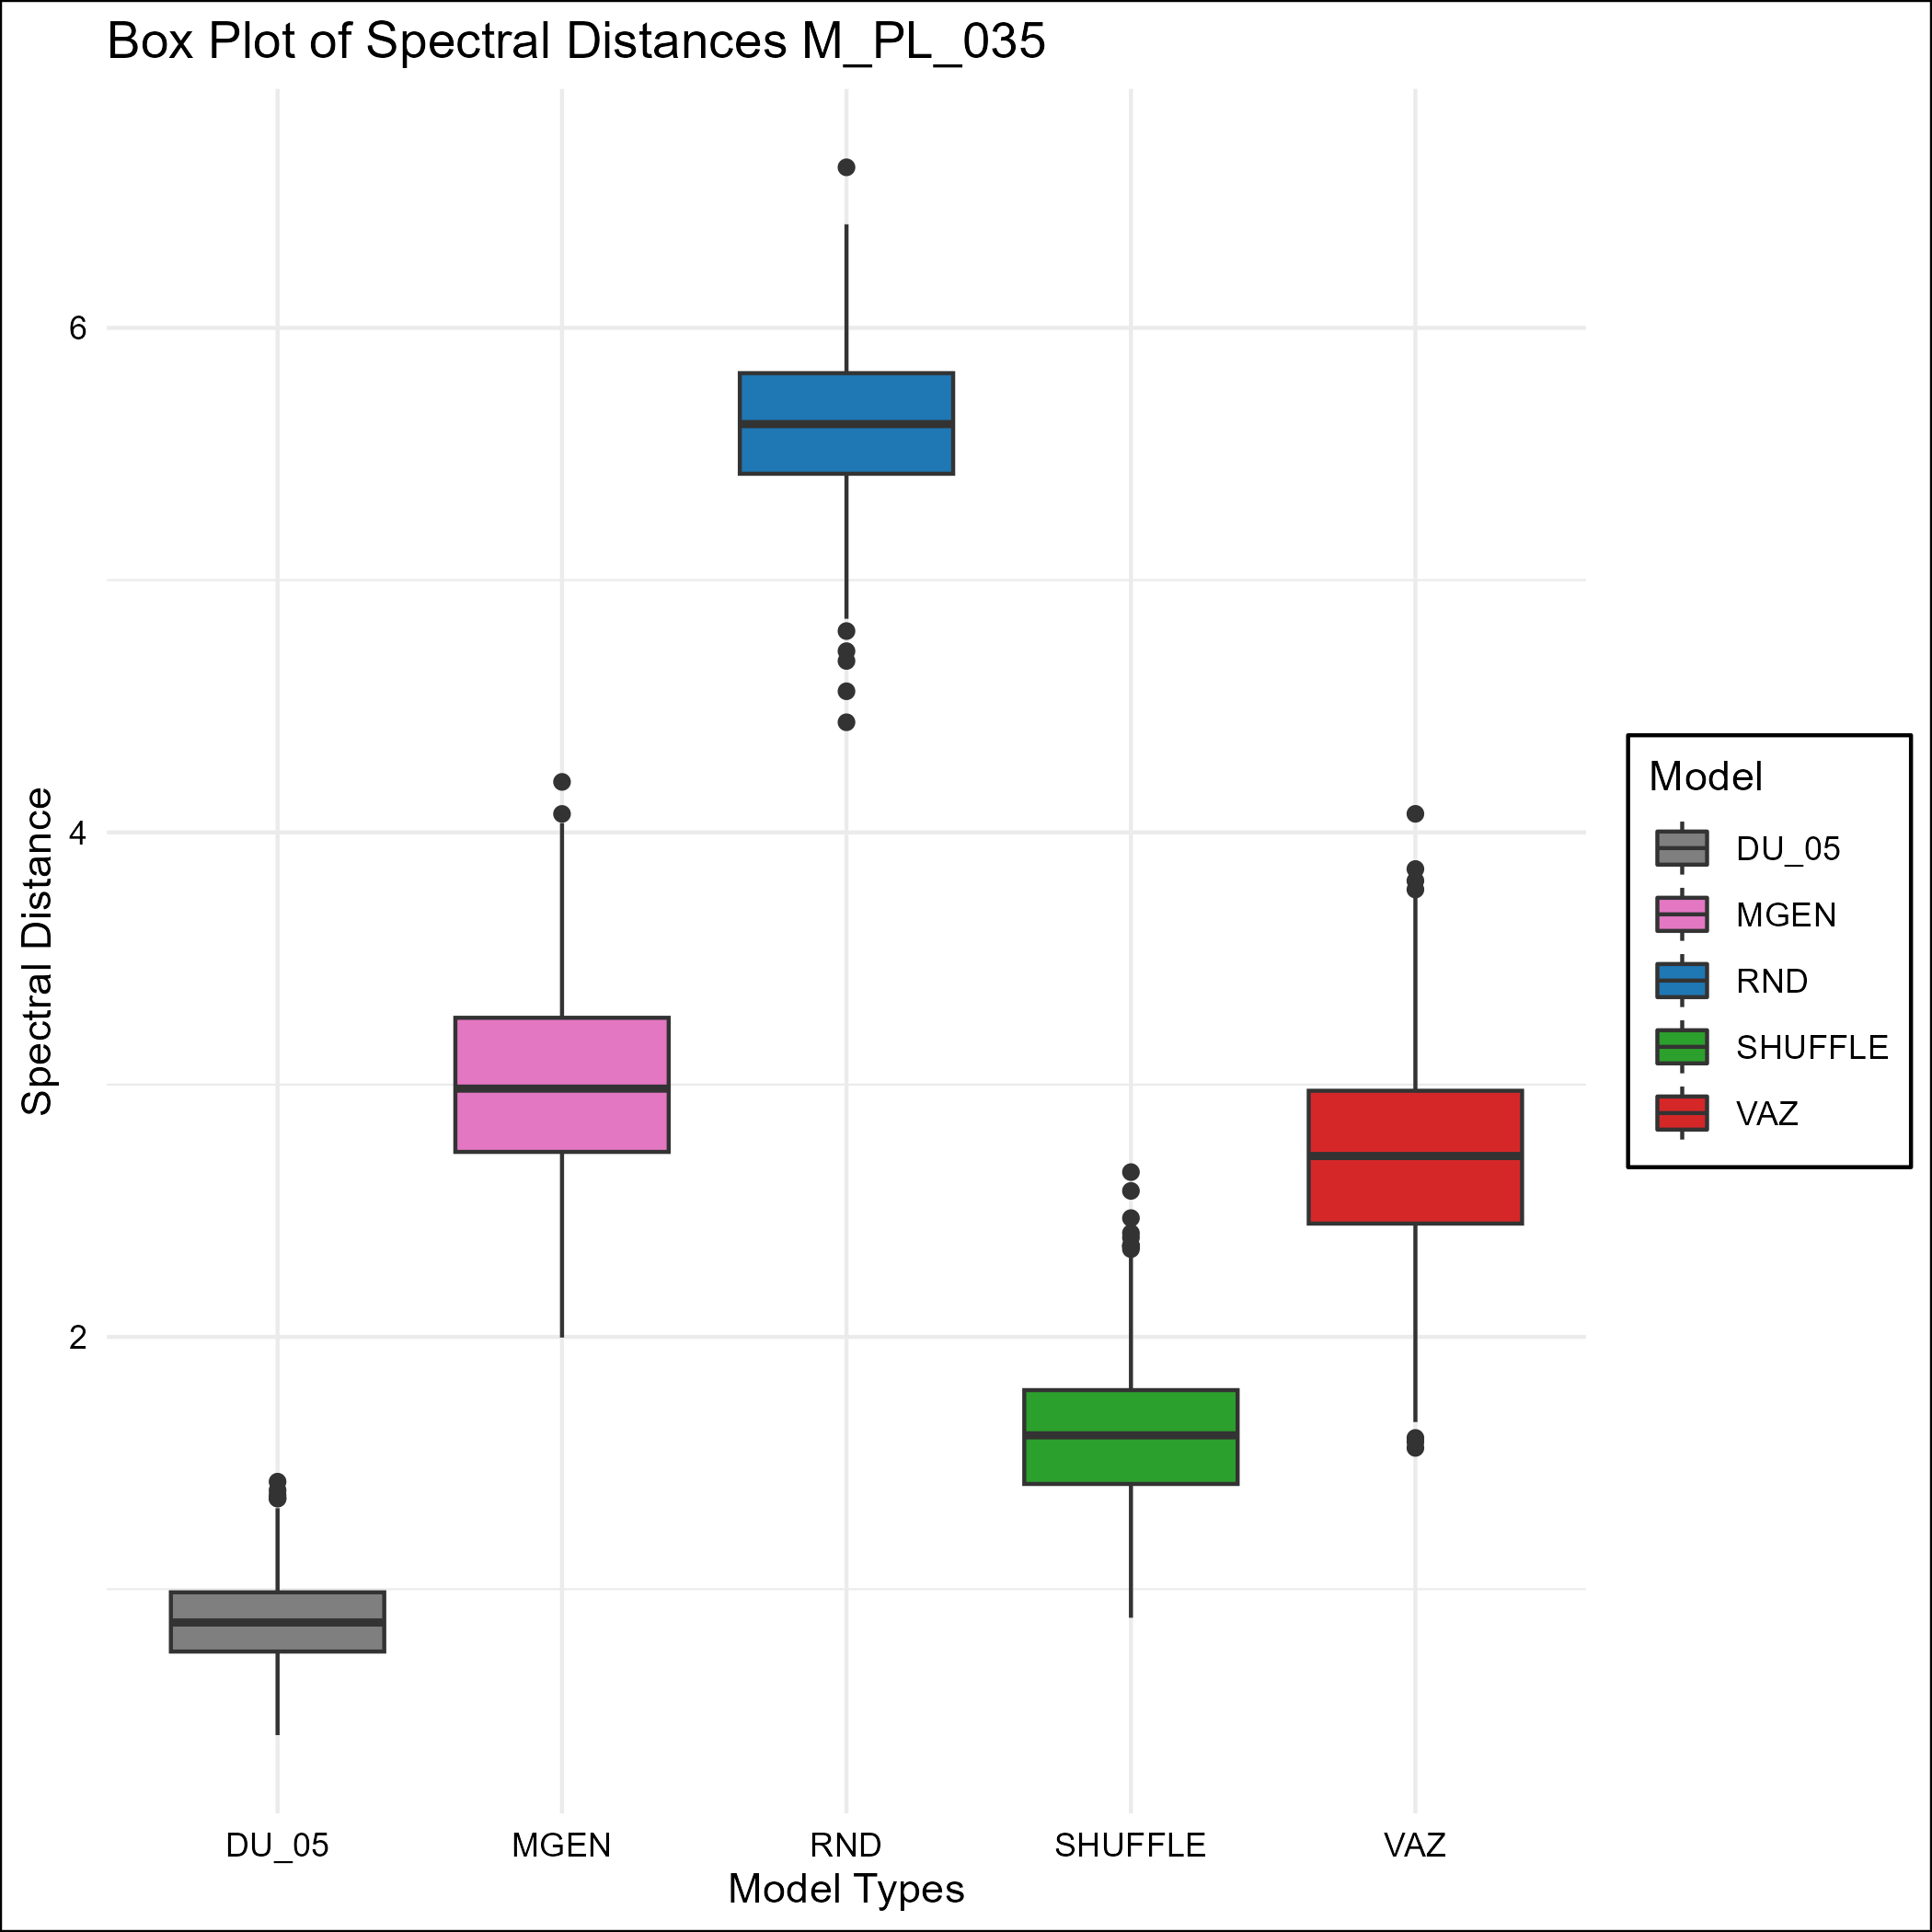 Box Plot of Spectral Distances M_PL_035
6
4
2
Spectral Distance
DU_05
MGEN
RND
SHUFFLE
VAZ
Model Types
Model
DU_05
MGEN
RND
SHUFFLE
VAZ